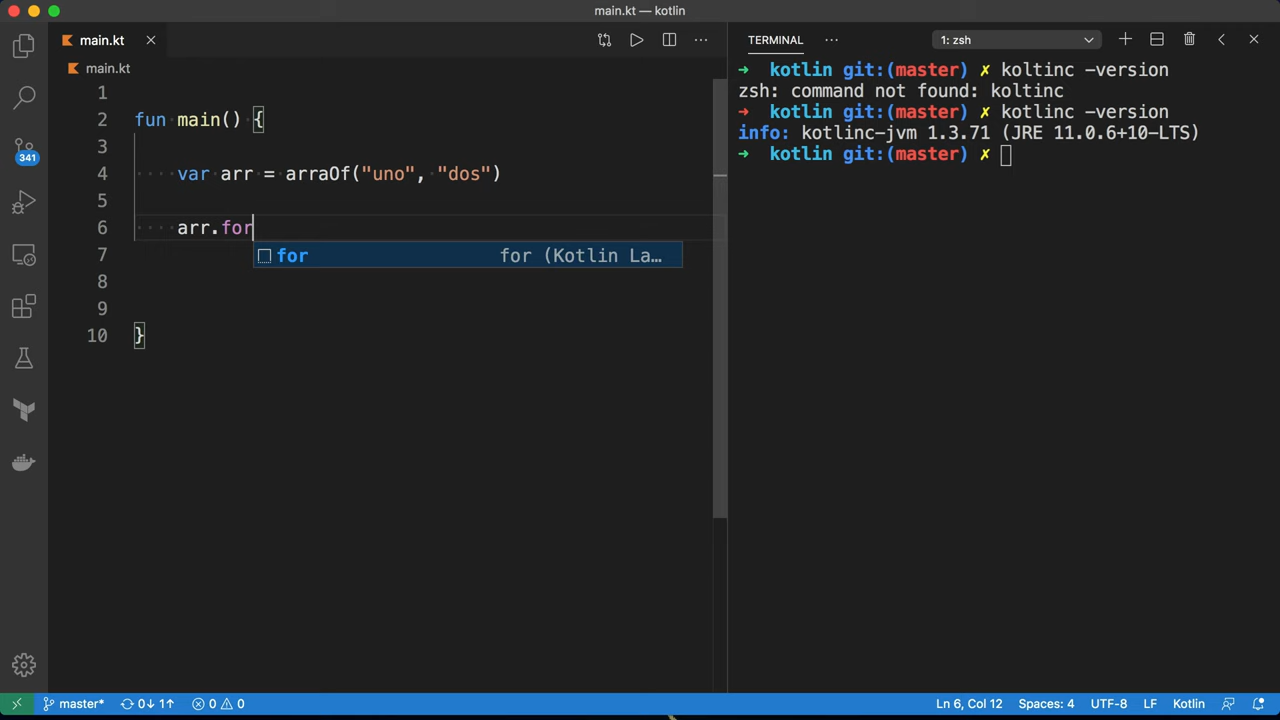 main.kt — kotlin
main.kt
main.kt
1
2 fun main() {
3
4 var arr = arraOf("uno", "dos")
5
6 arr.for
7 for for (Kotlin La…
8
9
10 }
TERMINAL
1: zsh
➜ kotlin git:(master) ✗ koltinc -version
zsh: command not found: koltinc
➜ kotlin git:(master) ✗ kotlinc -version
info: kotlinc-jvm 1.3.71 (JRE 11.0.6+10-LTS)
➜ kotlin git:(master) ✗
341
master* 0↓ 1↑ 0 0 Ln 6, Col 12 Spaces: 4 UTF-8 LF Kotlin